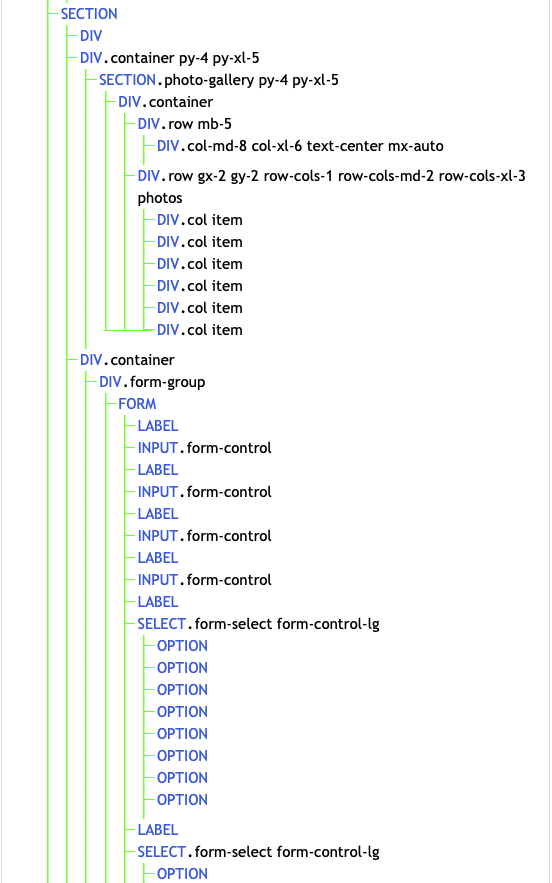 SECTION
DIV
DIV.container py-4 py-xl-5
SECTION.photo-gallery py-4 py-xl-5
DIV.container
DIV.row mb-5
DIV.col-md-8 col-xl-6 text-center mx-auto
DIV.row gx-2 gy-2 row-cols-1 row-cols-md-2 row-cols-xl-3
photos
DIV.col item
DIV.col item
DIV.col item
DIV.col item
DIV.col item
DIV.col item
DIV.container
DIV.form-group
FORM
LABEL
INPUT.form-control
LABEL
INPUT.form-control
LABEL
INPUT.form-control
LABEL
INPUT.form-control
LABEL
SELECT.form-select form-control-lg
OPTION
OPTION
OPTION
OPTION
OPTION
OPTION
OPTION
OPTION
LABEL
SELECT.form-select form-control-lg
OPTION